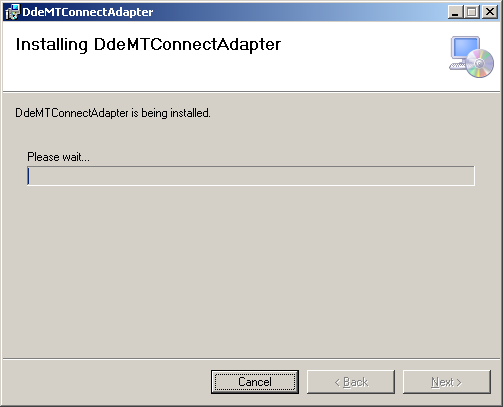 DdeMTConnectAdapter
Installing DdeMTConnectAdapter
DdeMTConnectAdapter is being installed.
Please wait...
Cancel
< Back
Next >